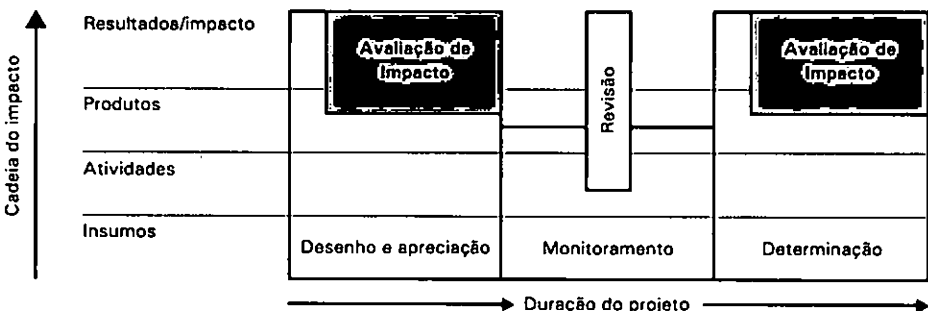 Resultados/impacto
Avaliação de
Impacto
Avaliação de
Impacto
Produtos
Revisão
Atividades
Insumos
Desenho e apreciação
Monitoramento
Determinação
Duração do projeto
Cadeia do impacto